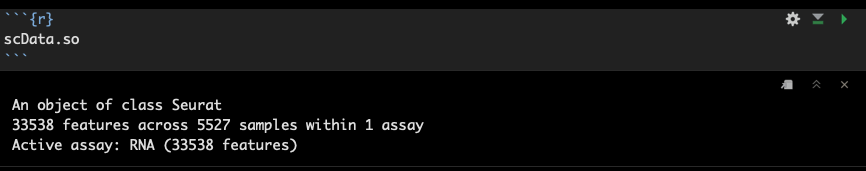 ```{r}
scData.so
```
An object of class Seurat
33538 features across 5527 samples within 1 assay
Active assay: RNA (33538 features)